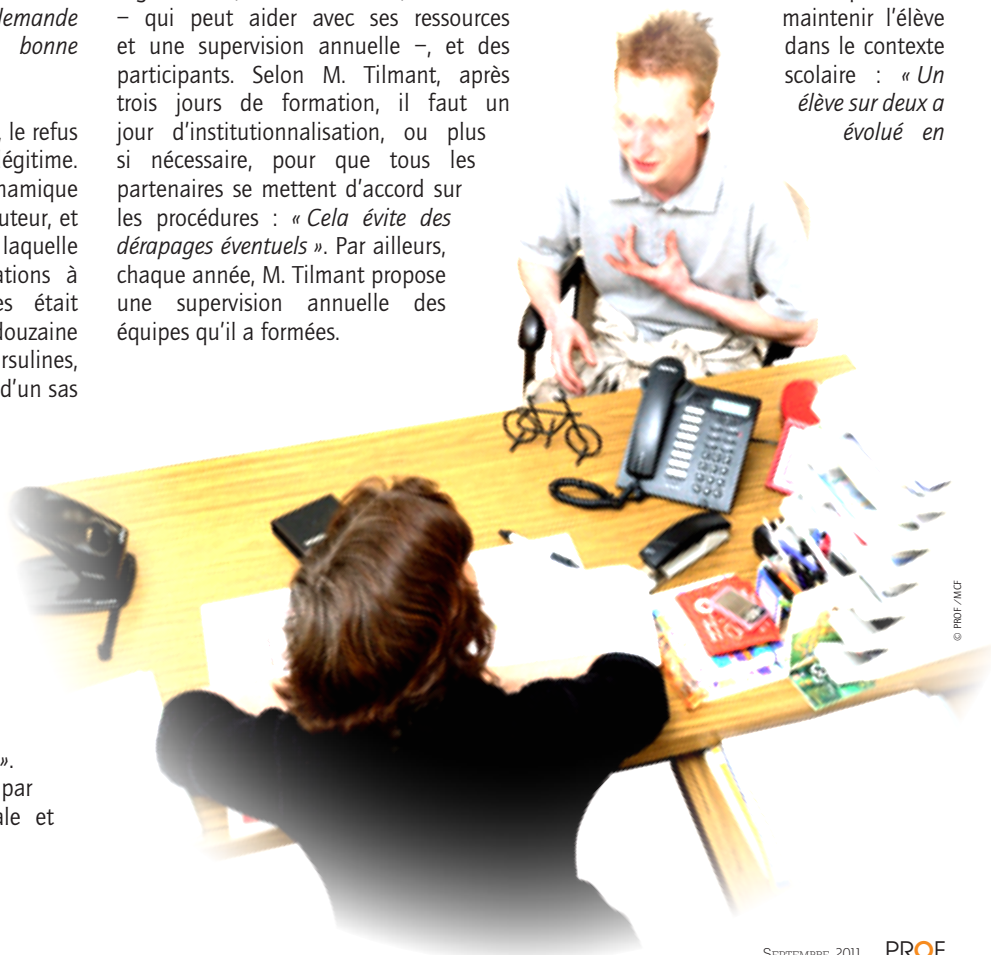 demande
bonne
le refus
égitime.
namique
uteur, et
laquelle
ations à
es était
douzaine
rsulines,
d'un sas
».
par
ale et
– qui peut aider avec ses ressources
et une supervision annuelle –, et des
participants. Selon M. Tilmant, après
trois jours de formation, il faut un
jour d'institutionnalisation, ou plus
si nécessaire, pour que tous les
partenaires se mettent d'accord sur
les procédures : « Cela évite des
dérapages éventuels ». Par ailleurs,
chaque année, M. Tilmant propose
une supervision annuelle des
équipes qu'il a formées.
maintenir l'élève
dans le contexte
scolaire : « Un
élève sur deux a
évolué en
© PROF / MCF
SEPTEMBRE 2011 PROF